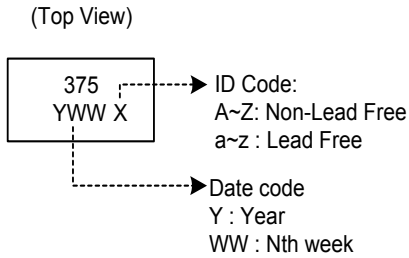 (Top View)
375
YWW X
ID Code:
A~Z: Non-Lead Free
a~z : Lead Free
Date code
Y : Year
WW : Nth week